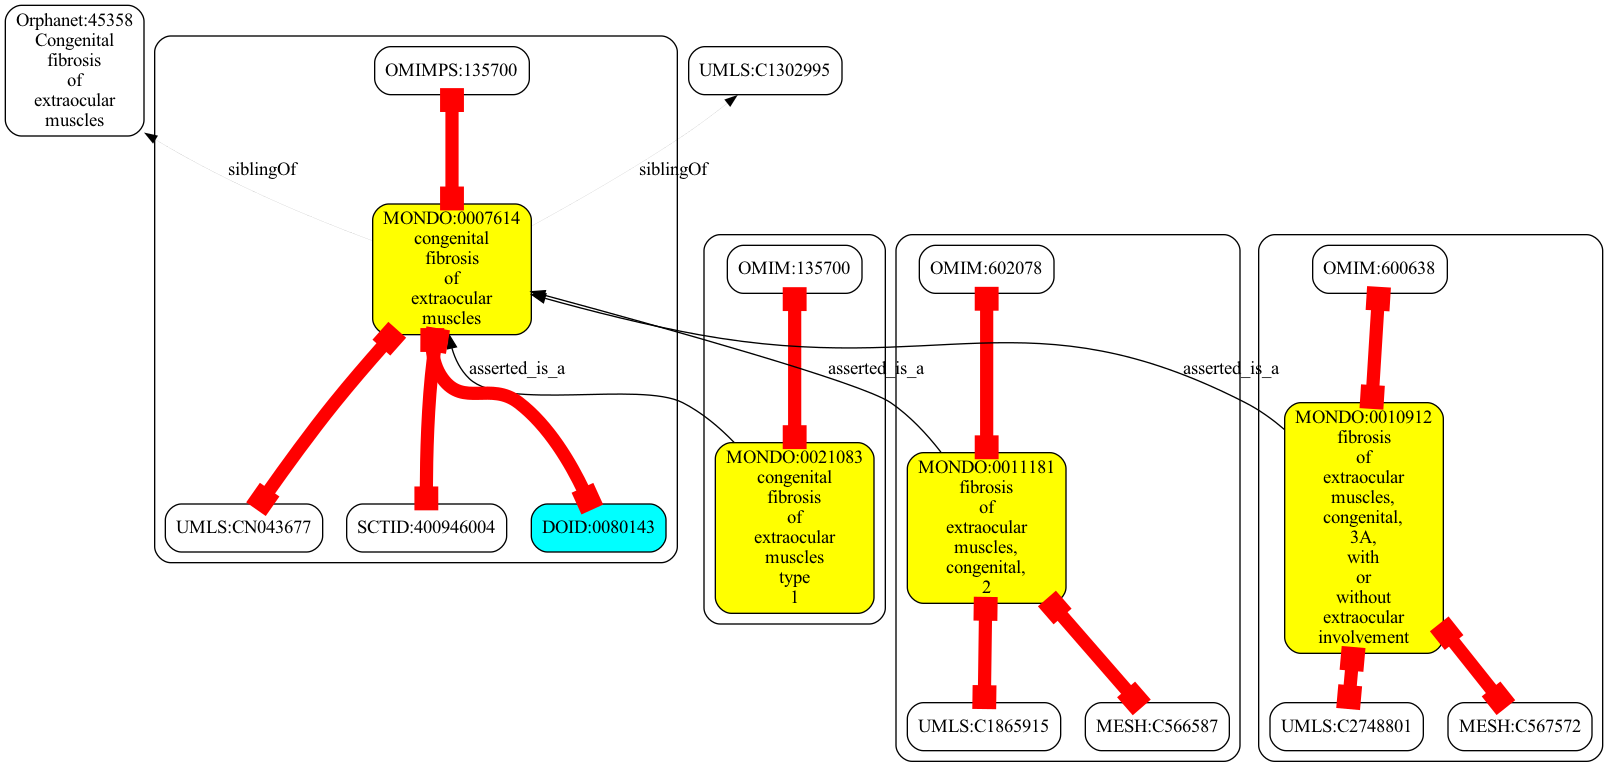 Orphanet:45358
Congenital
fibrosis
of
extraocular
muscles
OMIMPS:135700
UMLS:C1302995
siblingOf
siblingOf
MONDO:0007614
congenital
fibrosis
of
extraocular
muscles
OMIM:135700
OMIM:602078
OMIM:600638
asserted_is_a
asserted_is_a
asserted_is_a
UMLS:CN043677
SCTID:400946004
DOID:0080143
MONDO:0021083
congenital
fibrosis
of
extraocular
muscles
type
1
MONDO:0011181
fibrosis
of
extraocular
muscles,
congenital,
2
MONDO:0010912
fibrosis
of
extraocular
muscles,
congenital,
3A,
with
or
without
extraocular
involvement
UMLS:C1865915
MESH:C566587
UMLS:C2748801
MESH:C567572